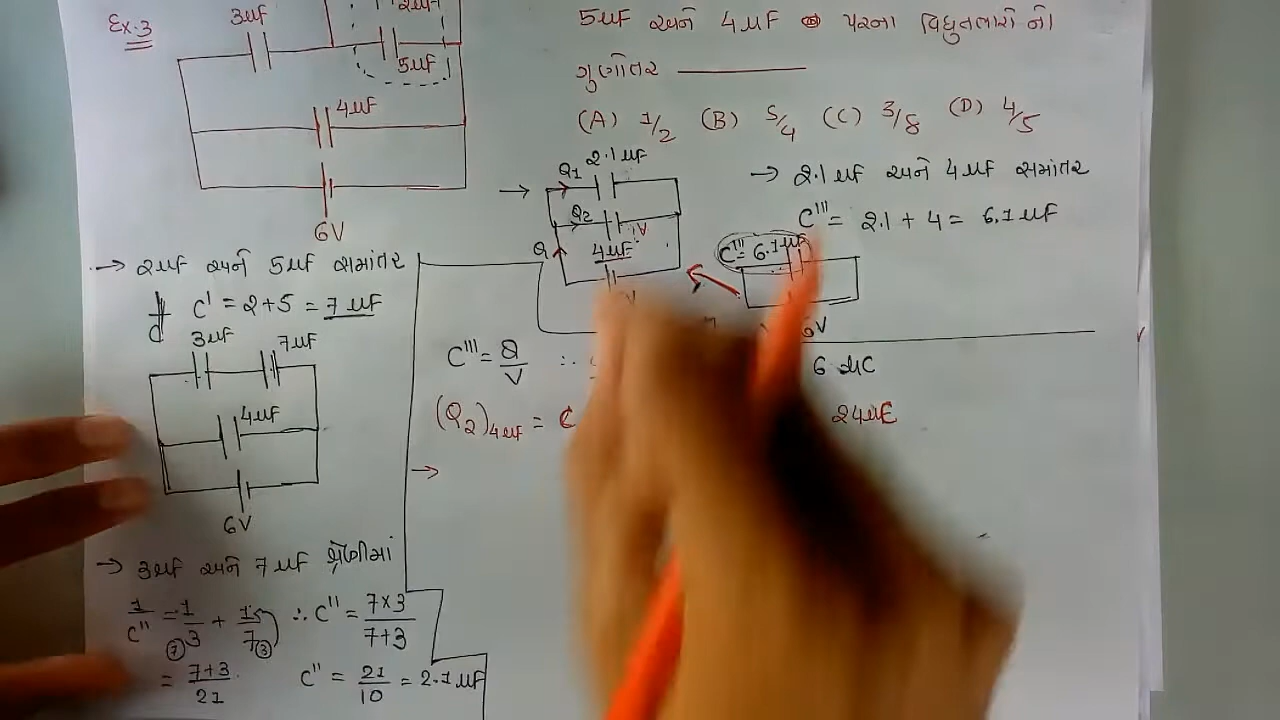 Ex.3
3μF
2μF
5μF
4μF
6V
5μF અને 4μF પરના વિદ્યુતભારોનો
ગુણોત્તર
(A) 1/2 (B) 5/4 (C) 3/8 (D) 4/5
→ 2μF અને 5μF સમાંતર
C' = 2+5 = 7 μF
3μF 7μF
4μF
6V
→ 3μF અને 7μF શ્રેણીમાં
1/C'' = 1/3 + 1/7 ∴ C'' = 7×3/7+3
= 7+3/21
C'' = 21/10 = 2.1 μF
→ Q1 2.1 μF
Q2
4μF
Q
V
→ 2.1 μF અને 4μF સમાંતર
C''' = 2.1 + 4 = 6.1 μF
C''' = 6.1 μF
6V
C''' = Q/V ∴
6 μC
(Q2)4μF = C
24μC
→